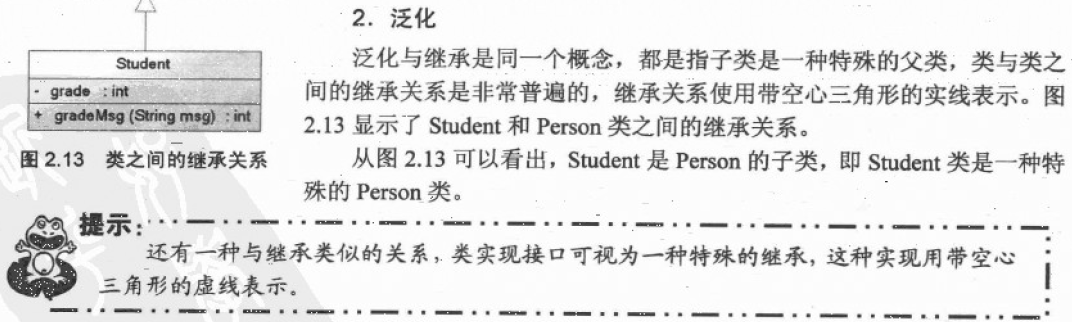 Student
- grade : int
+ gradeMsg (String msg) : int
图 2.13 类之间的继承关系
2．泛化
泛化与继承是同一个概念，都是指子类是一种特殊的父类，类与类之
间的继承关系是非常普遍的，继承关系使用带空心三角形的实线表示。图
2.13 显示了 Student 和 Person 类之间的继承关系。
从图 2.13 可以看出，Student 是 Person 的子类，即 Student 类是一种特
殊的 Person 类。
提示：
还有一种与继承类似的关系，类实现接口可视为一种特殊的继承，这种实现用带空心
三角形的虚线表示。